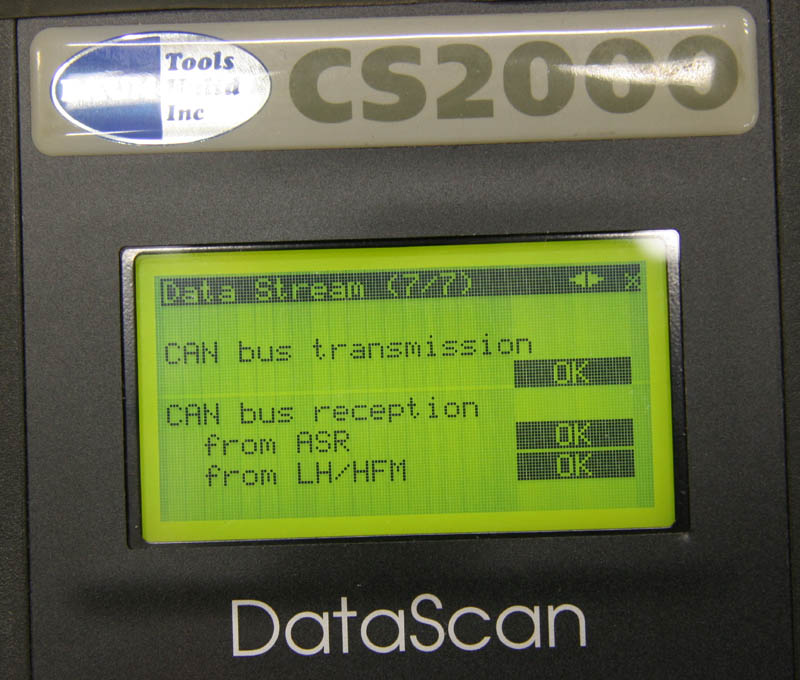 Tools
Inc
CS2000
Data Stream (7/7)
CAN bus transmission
OK
CAN bus reception
from ASR OK
from LH/HFM OK
DataScan